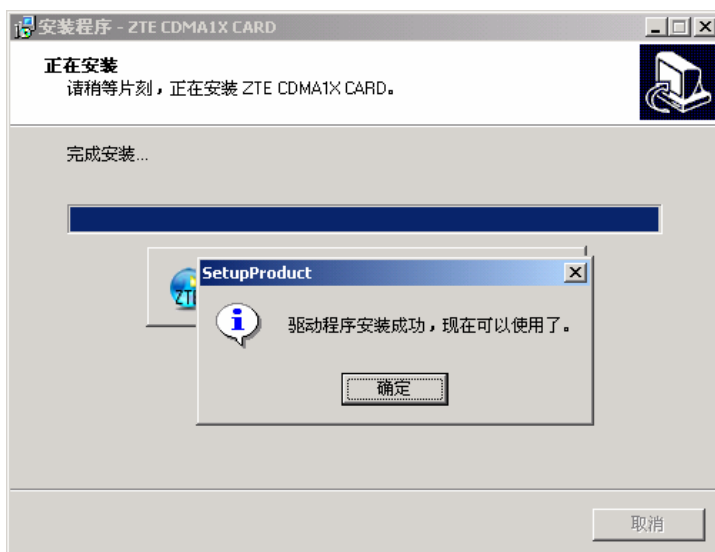 安装程序 - ZTE CDMA1X CARD
正在安装
请稍等片刻，正在安装 ZTE CDMA1X CARD。
完成安装...
ZTE
SetupProduct
驱动程序安装成功，现在可以使用了。
确定
取消